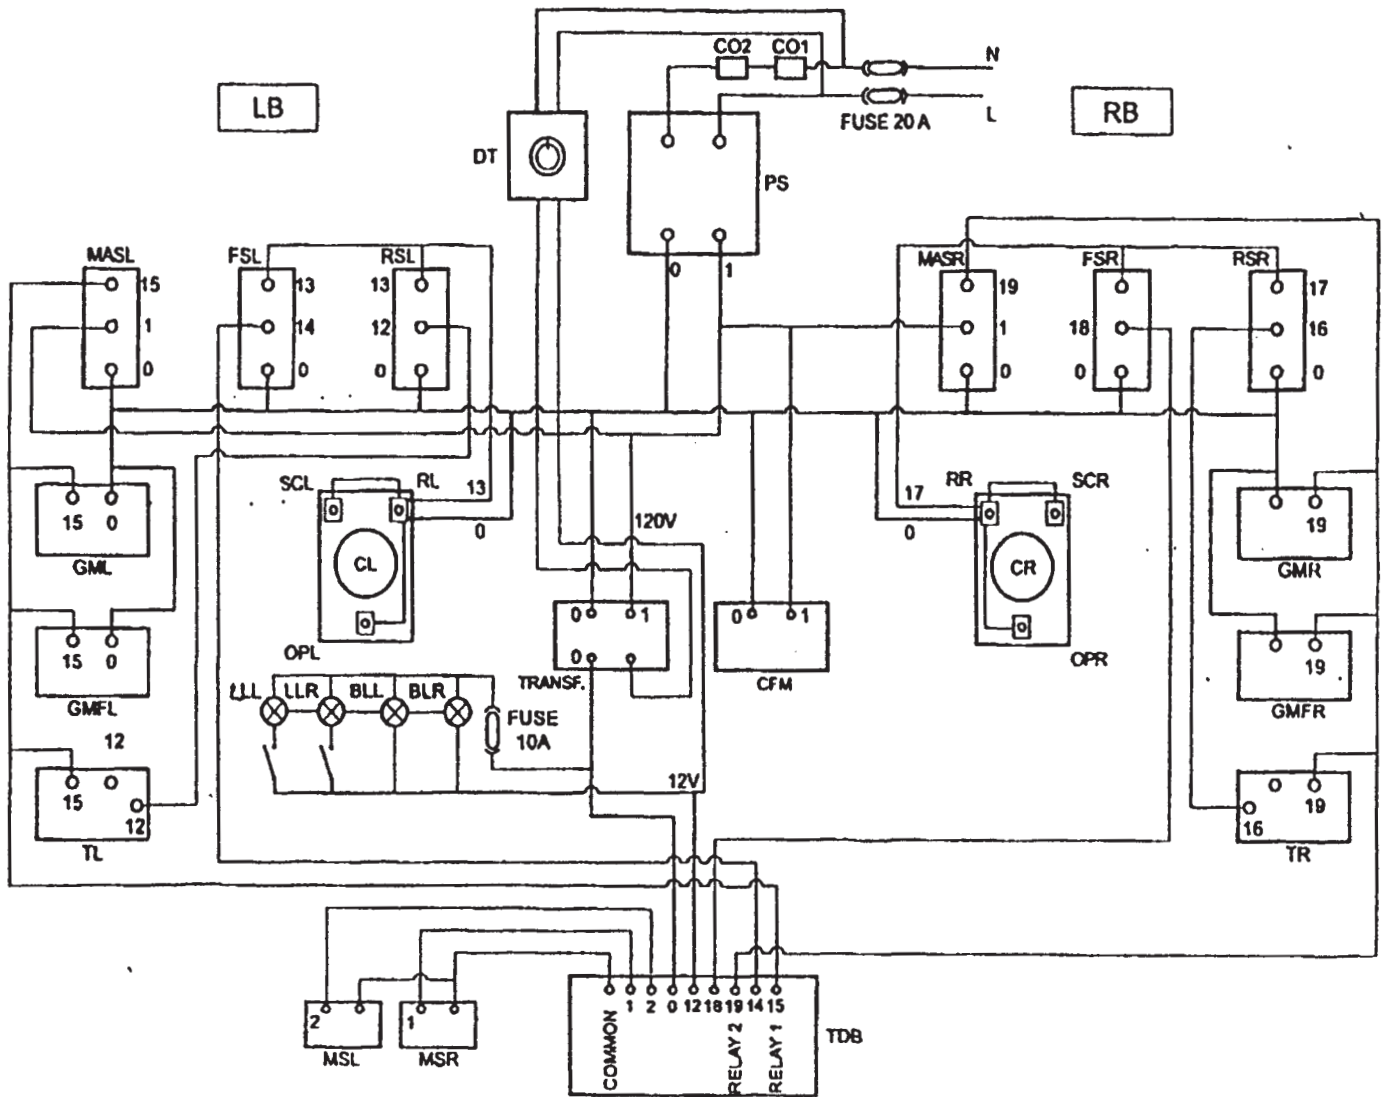 CO2 CO1
N
LB
L
RB
FUSE 20 A
DT
PS
MASL FSL RSL
MASR FSR RSR
0 1
15 13 13
19 17
1 14 12
1 18 16
0 0 0
0 0 0
SCL RL 13
17 RR SCR
0 120V 0
15 0
19
GML
CL
CR
GMR
0 1
0 1
15 0
0
19
OPL
OPR
TRANSF.
CFM
LLL LLR BLL BLR
GMFL
FUSE
10A
GMFR
12
12V
15
19
12
16
TL
TR
2 1
1 2 0 12 18 19 14 15
COMMON
RELAY 2
RELAY 1
TDB
MSL MSR